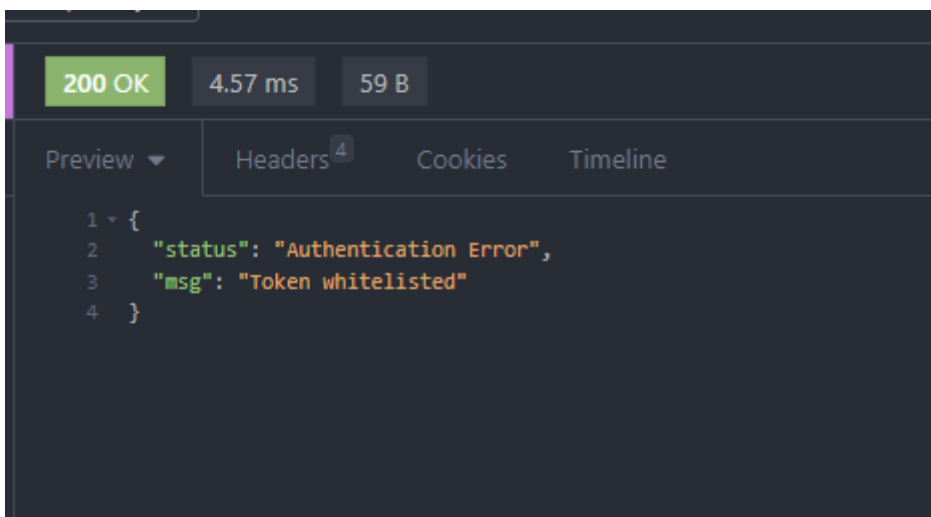 200 OK 4.57 ms 59 B
Preview Headers 4 Cookies Timeline
1 {
2 "status": "Authentication Error",
3 "msg": "Token whitelisted"
4 }